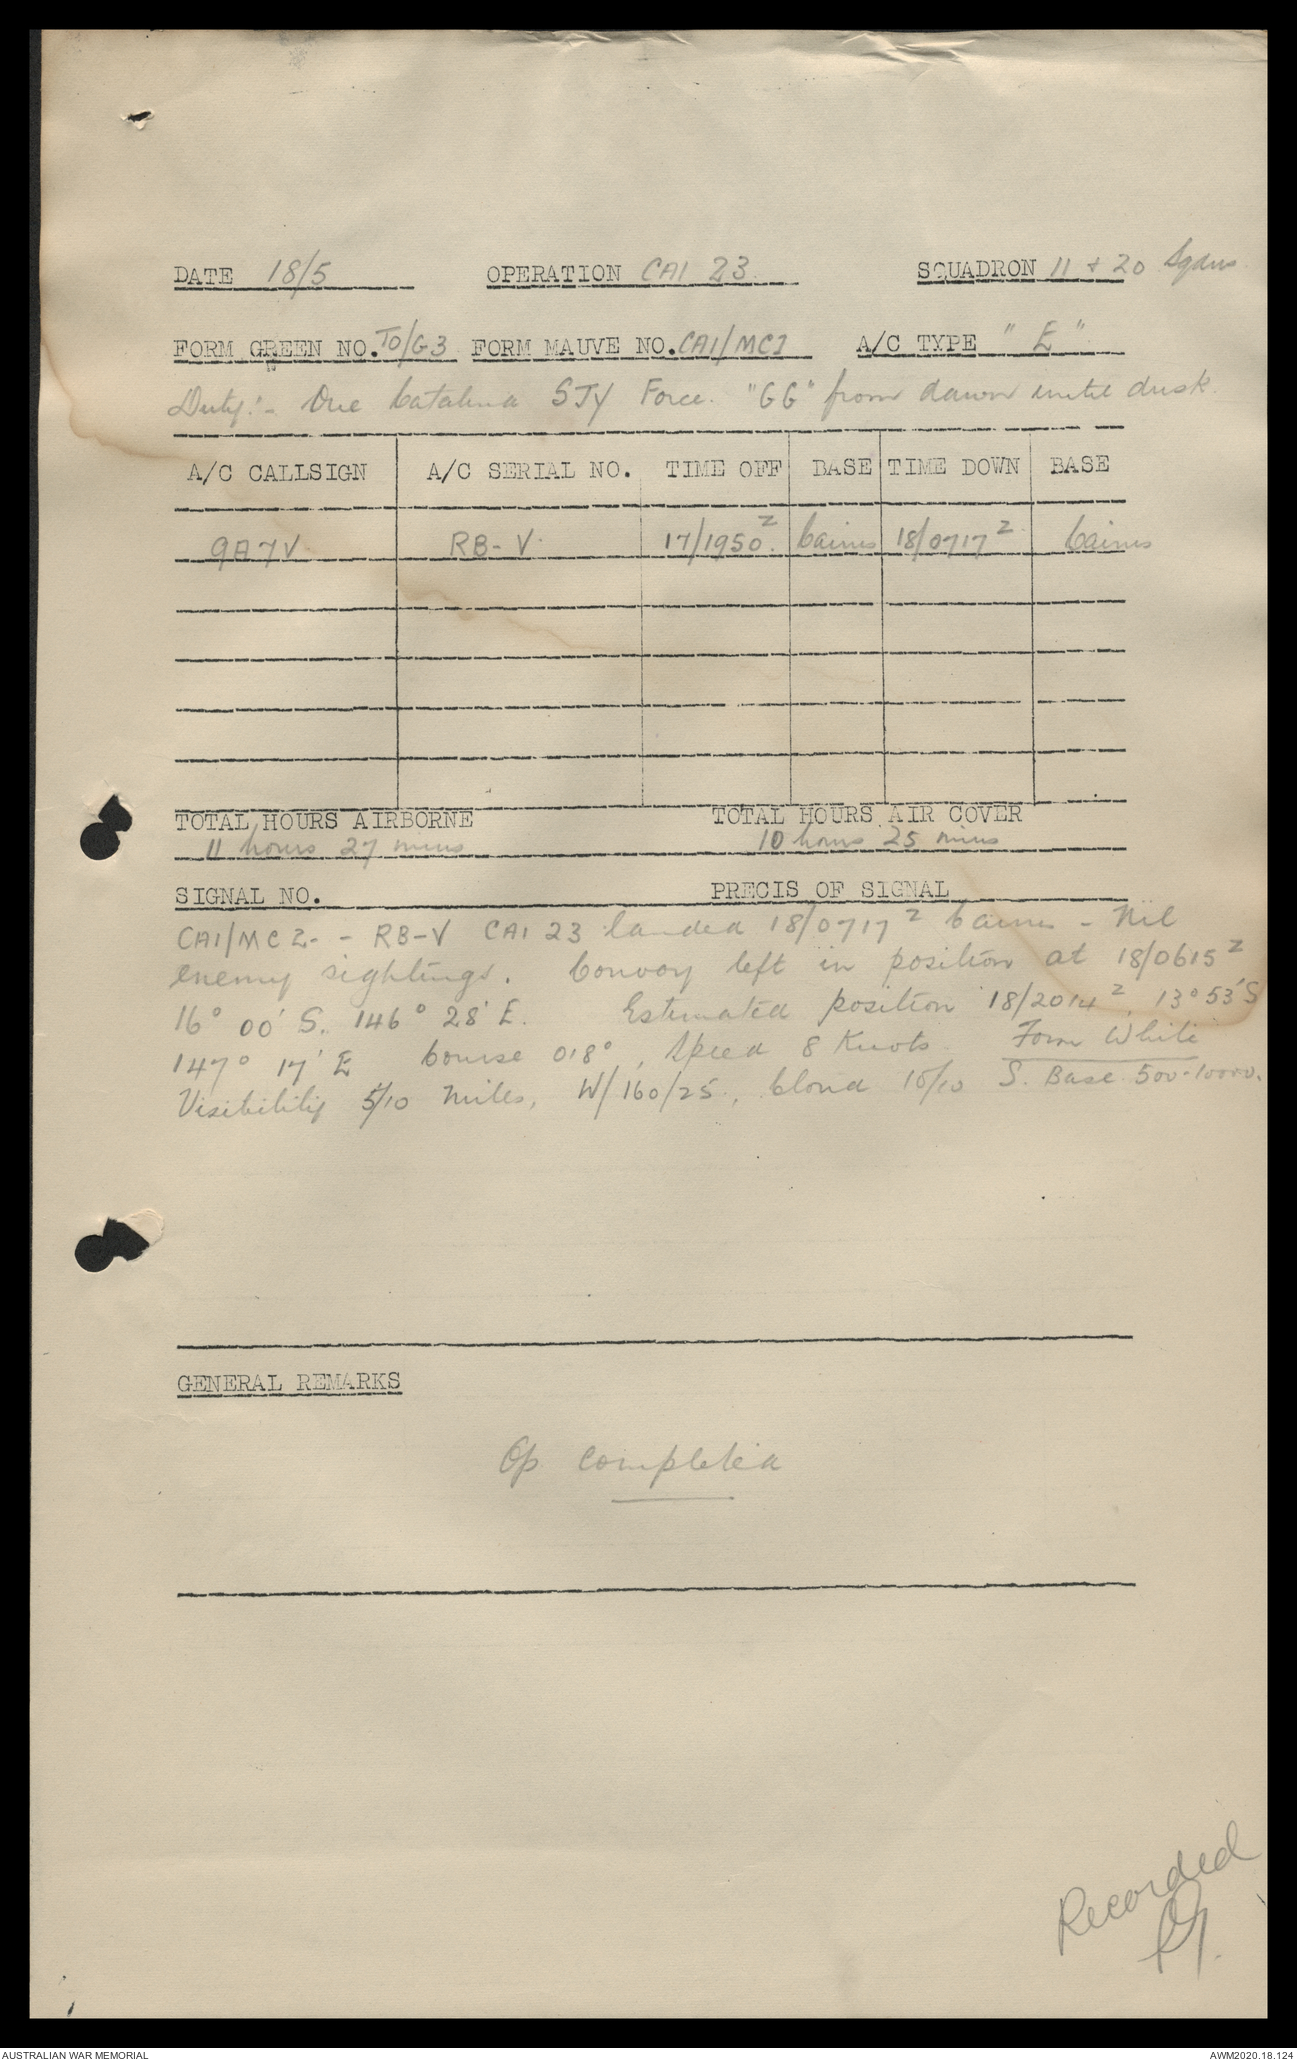 DATE 18/5 OPERATION CAI 23 SQUADRON 11 + 20 Sqdns
FORM GREEN NO. TO/G3 FORM MAUVE NO. CAI/MC2 A/C TYPE "E"
Duty:- One Catalina STY Force. "GG" from dawn until dusk.
A/C CALLSIGN A/C SERIAL NO. TIME OFF BASE TIME DOWN BASE
9A7V RB-V. 17/1950Z. Cairns 18/0717Z Cairns
TOTAL HOURS AIRBORNE TOTAL HOURS AIR COVER
11 hours 27 mins 10 hours 25 mins
SIGNAL NO. PRECIS OF SIGNAL
CAI/MC2 - - RB-V CAI 23 landed 18/0717Z Cairns - Nil
enemy sightings. Convoy left in position at 18/0615Z
16° 00' S. 146° 28' E. Estimated position 18/2014Z 13° 53' S
147° 17' E Course 018°, Speed 8 Knots. Form White
Visibility 5/10 miles, W/160/25, Cloud 10/10 S. Base 500-10000.
GENERAL REMARKS
Op completed
Recorded
AUSTRALIAN WAR MEMORIAL AWM2020.18.124